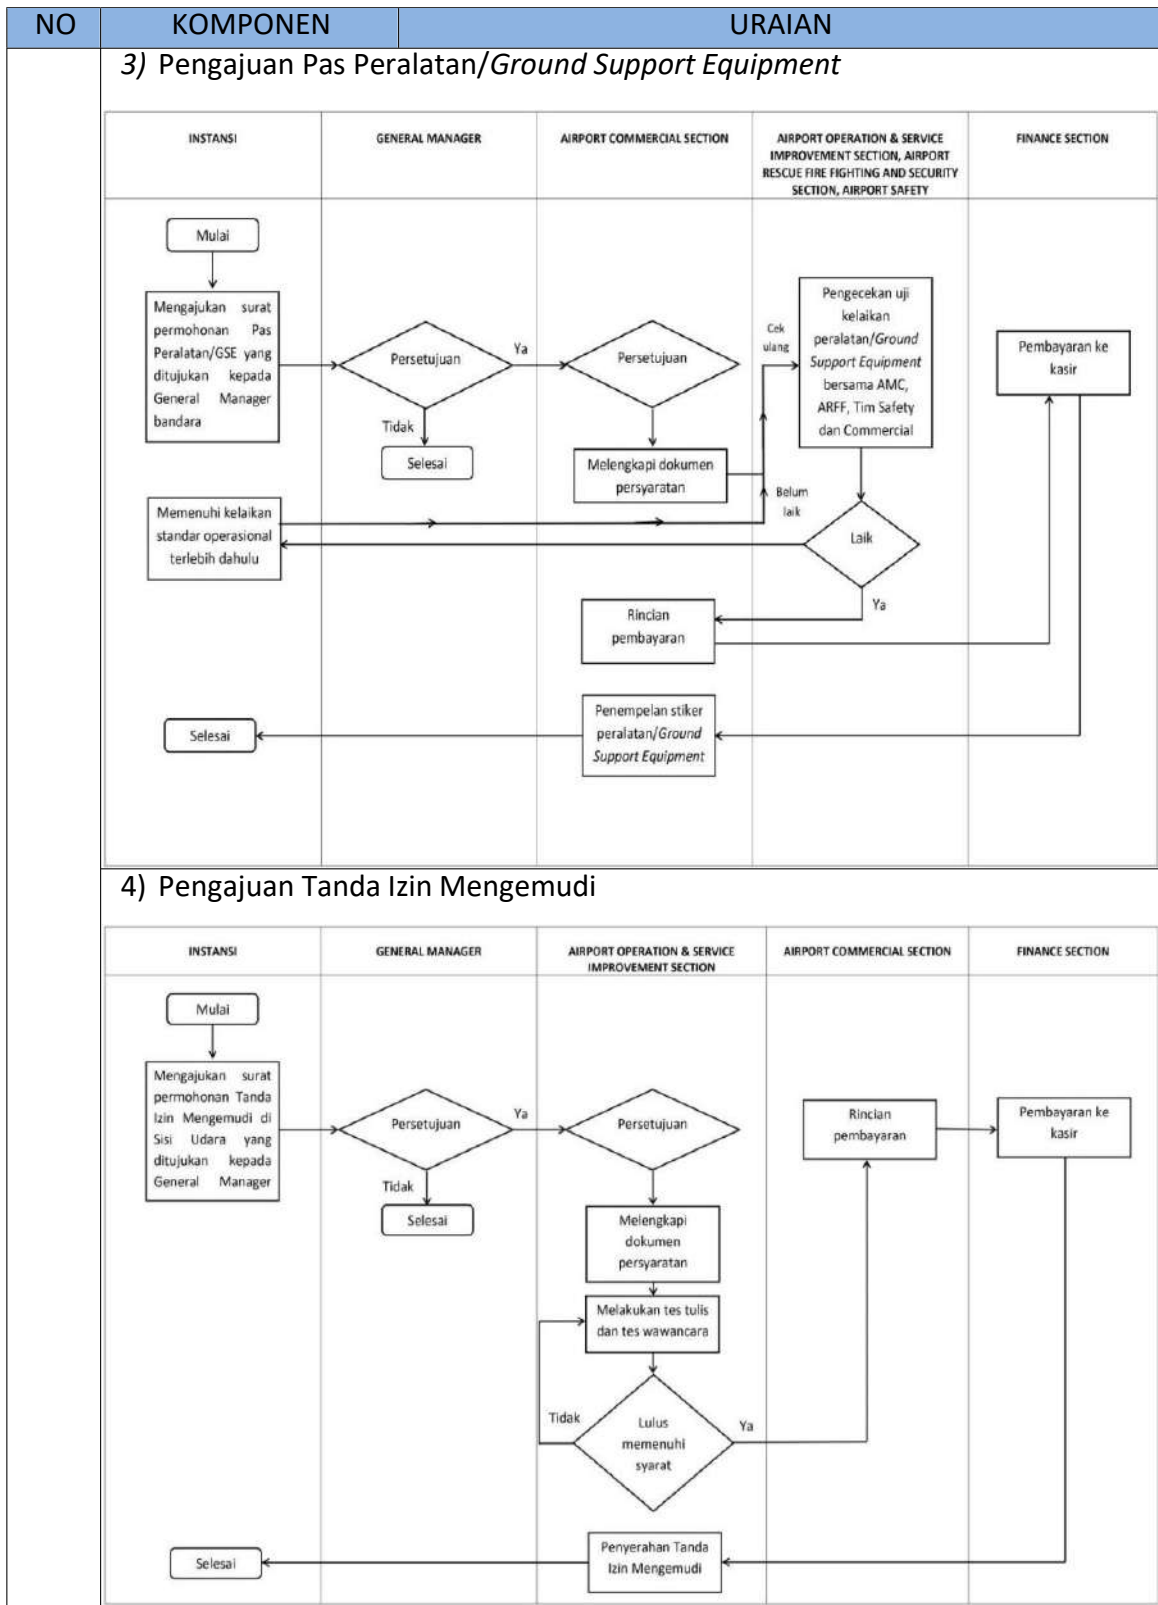 NO KOMPONEN URAIAN
3) Pengajuan Pas Peralatan/Ground Support Equipment
INSTANSI
GENERAL MANAGER
AIRPORT COMMERCIAL SECTION
AIRPORT OPERATION & SERVICE
IMPROVEMENT SECTION, AIRPORT
RESCUE FIRE FIGHTING AND SECURITY
SECTION, AIRPORT SAFETY
FINANCE SECTION
Mulai
Mengajukan surat
permohonan Pas
Peralatan/GSE yang
ditujukan kepada
General Manager
bandara
Persetujuan
Ya
Tidak
Selesai
Persetujuan
Melengkapi dokumen
persyaratan
Cek
ulang
Pengecekan uji
kelaikan
peralatan/Ground
Support Equipment
bersama AMC,
ARFF, Tim Safety
dan Commercial
Pembayaran ke
kasir
Belum
laik
Laik
Ya
Memenuhi kelaikan
standar operasional
terlebih dahulu
Rincian
pembayaran
Penempelan stiker
peralatan/Ground
Support Equipment
Selesai
4) Pengajuan Tanda Izin Mengemudi
INSTANSI
GENERAL MANAGER
AIRPORT OPERATION & SERVICE
IMPROVEMENT SECTION
AIRPORT COMMERCIAL SECTION
FINANCE SECTION
Mulai
Mengajukan surat
permohonan Tanda
Izin Mengemudi di
Sisi Udara yang
ditujukan kepada
General Manager
Persetujuan
Ya
Tidak
Selesai
Persetujuan
Melengkapi
dokumen
persyaratan
Melakukan tes tulis
dan tes wawancara
Tidak
Lulus
memenuhi
syarat
Ya
Rincian
pembayaran
Pembayaran ke
kasir
Penyerahan Tanda
Izin Mengemudi
Selesai